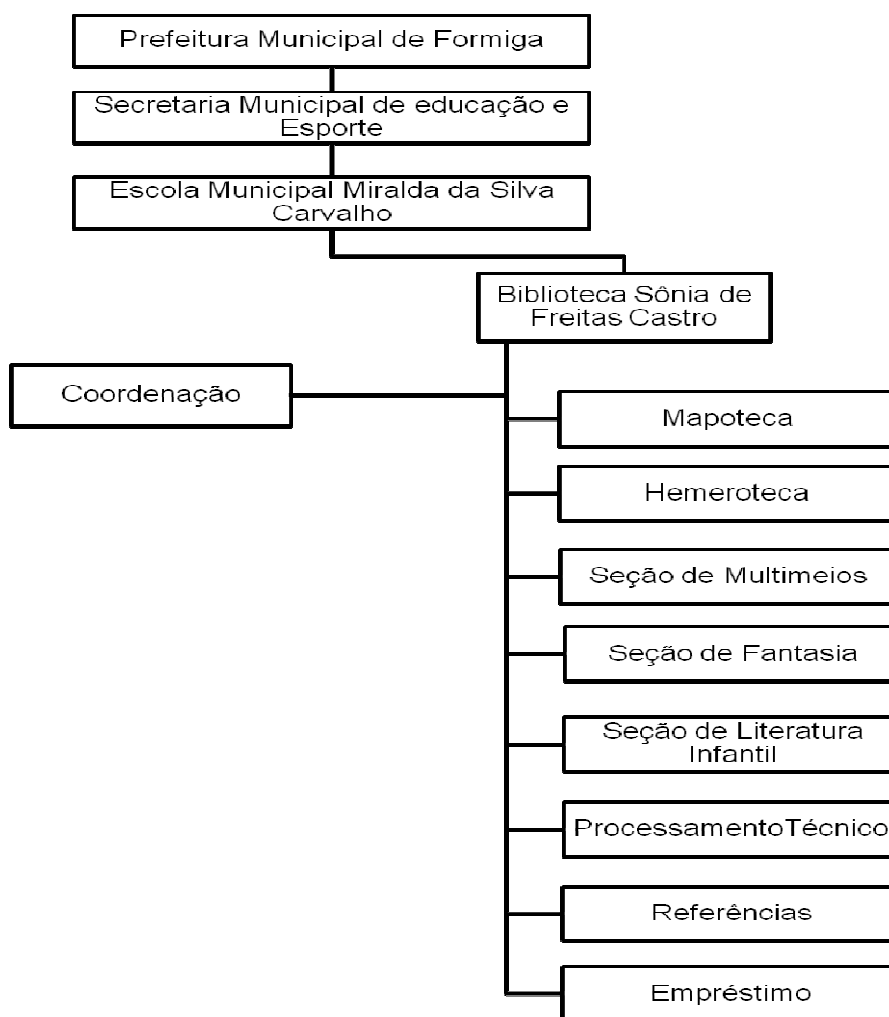 Prefeitura Municipal de Formiga
Secretaria Municipal de educação e
Esporte
Escola Municipal Miralda da Silva
Carvalho
Biblioteca Sônia de
Freitas Castro
Coordenação
Mapoteca
Hemeroteca
Seção de Multimeios
Seção de Fantasia
Seção de Literatura
Infantil
ProcessamentoTécnico
Referências
Empréstimo